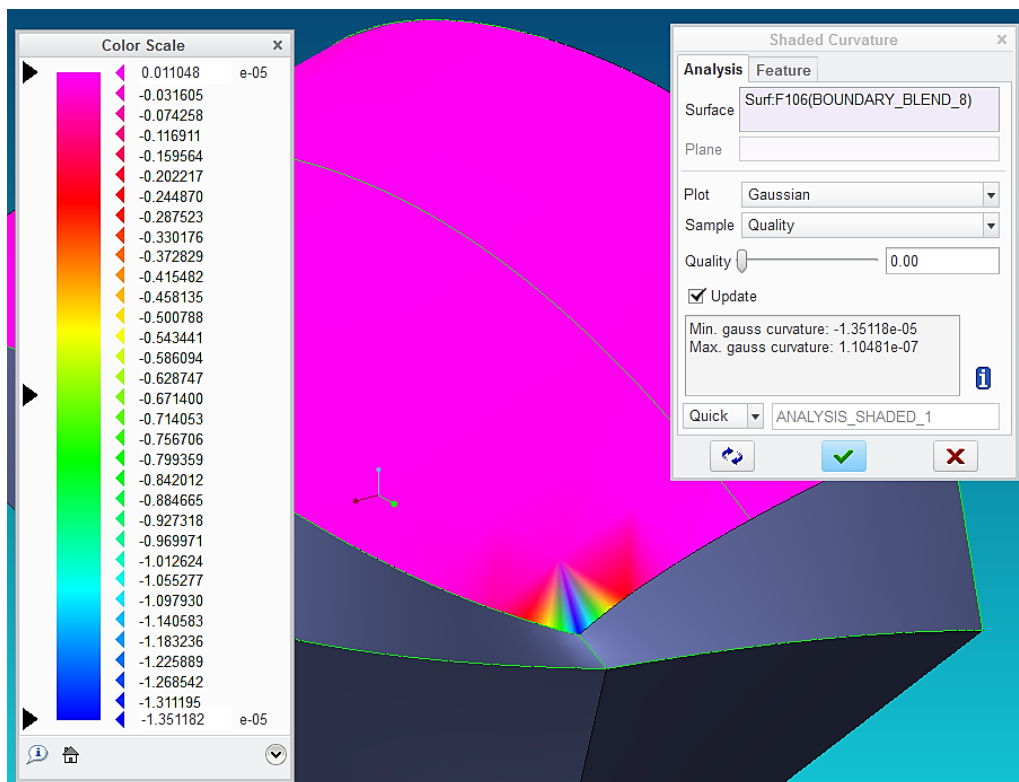 Color Scale
0.011048 e-05
-0.031605
-0.074258
-0.116911
-0.159564
-0.202217
-0.244870
-0.287523
-0.330176
-0.372829
-0.415482
-0.458135
-0.500788
-0.543441
-0.586094
-0.628747
-0.671400
-0.714053
-0.756706
-0.799359
-0.842012
-0.884665
-0.927318
-0.969971
-1.012624
-1.055277
-1.097930
-1.140583
-1.183236
-1.225889
-1.268542
-1.311195
-1.351182 e-05
Shaded Curvature
Analysis Feature
Surface Surf:F106(BOUNDARY_BLEND_8)
Plane
Plot Gaussian
Sample Quality
Quality 0.00
Update
Min. gauss curvature: -1.35118e-05
Max. gauss curvature: 1.10481e-07
Quick ANALYSIS_SHADED_1